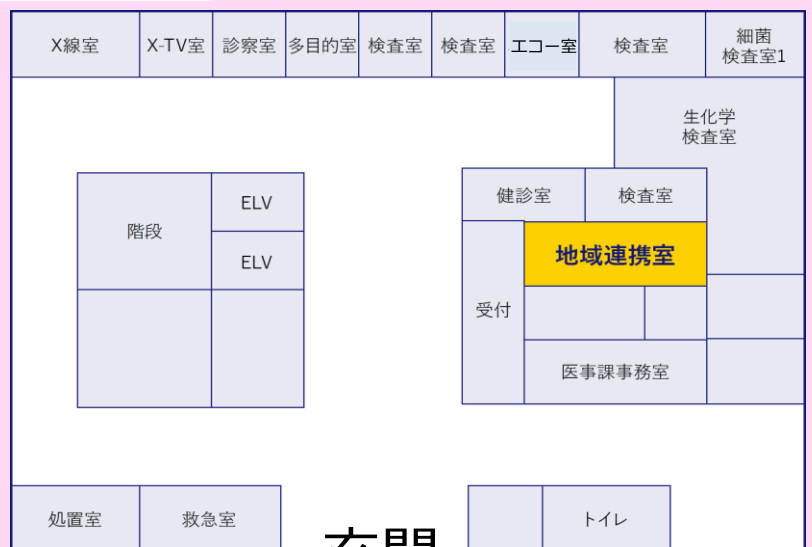 X線室
X-TV室
診察室
多目的室
検査室
検査室
エコー室
検査室
細菌
検査室1
生化学
検査室
階段
ELV
ELV
健診室
検査室
地域連携室
受付
医事課事務室
処置室
救急室
玄関
トイレ